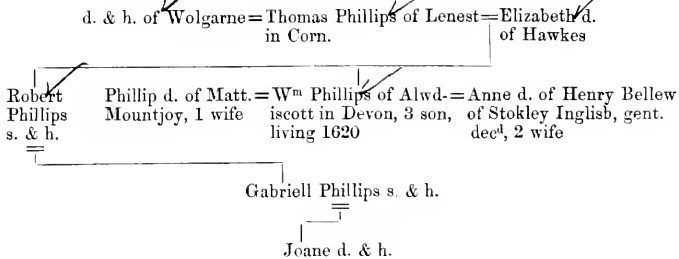 d. & h. of Wolgarne = Thomas Phillips of Lenest = Elizabeth d.
in Corn. of Hawkes
Robert Phillip d. of Matt. = Wm Phillips of Alwd- = Anne d. of Henry Bellew
Phillips Mountjoy, 1 wife iscott in Devon, 3 son, of Stokley Inglish, gent.
s. & h. living 1620 decd, 2 wife
Gabriell Phillips s. & h.
Joane d. & h.